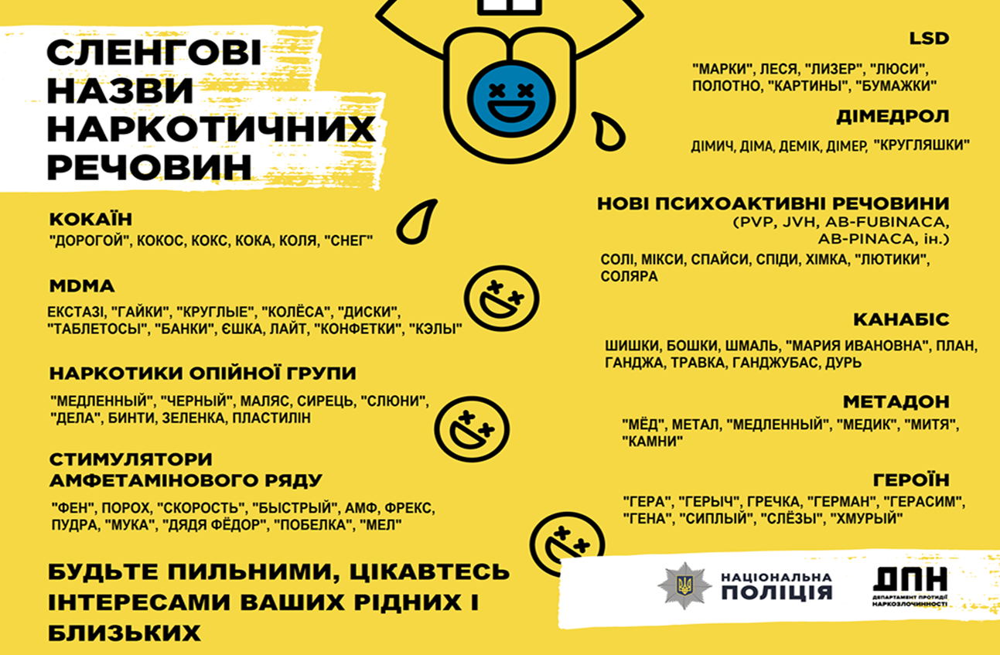 СЛЕНГОВІ
НАЗВИ
НАРКОТИЧНИХ
РЕЧОВИН
КОКАЇН
"ДОРОГОЙ", КОКОС, КОКС, КОКА, КОЛЯ, "СНЕГ"
MDMA
ЕКСТАЗІ, "ГАЙКИ", "КРУГЛЫЕ", "КОЛЁСА", "ДИСКИ",
"ТАБЛЕТОСЫ", "БАНКИ", ЄШКА, ЛАЙТ, "КОНФЕТКИ", "КЭЛЫ"
НАРКОТИКИ ОПІЙНОЇ ГРУПИ
"МЕДЛЕННЫЙ", "ЧЕРНЫЙ", МАЛЯС, СИРЕЦЬ, "СЛЮНИ",
"ДЕЛА", БИНТИ, ЗЕЛЕНКА, ПЛАСТИЛІН
СТИМУЛЯТОРИ
АМФЕТАМІНОВОГО РЯДУ
"ФЕН", ПОРОХ, "СКОРОСТЬ", "БЫСТРЫЙ", АМФ, ФРЕКС,
ПУДРА, "МУКА", "ДЯДЯ ФЁДОР", "ПОБЕЛКА", "МЕЛ"
БУДЬТЕ ПИЛЬНИМИ, ЦІКАВТЕСЬ
ІНТЕРЕСАМИ ВАШИХ РІДНИХ І
БЛИЗЬКИХ
LSD
"МАРКИ", ЛЕСЯ, "ЛИЗЕР", "ЛЮСИ",
ПОЛОТНО, "КАРТИНЫ", "БУМАЖКИ"
ДІМЕДРОЛ
ДІМИЧ, ДІМА, ДЕМІК, ДІМЕР, "КРУГЛЯШКИ"
НОВІ ПСИХОАКТИВНІ РЕЧОВИНИ
(PVP, JVH, AB-FUBINACA,
AB-PINACA, ін.)
СОЛІ, МІКСИ, СПАЙСИ, СПІДИ, ХІМКА, "ЛЮТИКИ",
СОЛЯРА
КАНАБІС
ШИШКИ, БОШКИ, ШМАЛЬ, "МАРИЯ ИВАНОВНА", ПЛАН,
ГАНДЖА, ТРАВКА, ГАНДЖУБАС, ДУРЬ
МЕТАДОН
"МЁД", МЕТАЛ, "МЕДЛЕННЫЙ", "МЕДИК", "МИТЯ",
"КАМНИ"
ГЕРОЇН
"ГЕРА", "ГЕРЫЧ", ГРЕЧКА, "ГЕРМАН", "ГЕРАСИМ",
"ГЕНА", "СИПЛЫЙ", "СЛЁЗЫ", "ХМУРЫЙ"
НАЦІОНАЛЬНА
ПОЛІЦІЯ
ДПН
ДЕПАРТАМЕНТ ПРОТИДІЇ
НАРКОЗЛОЧИННОСТІ